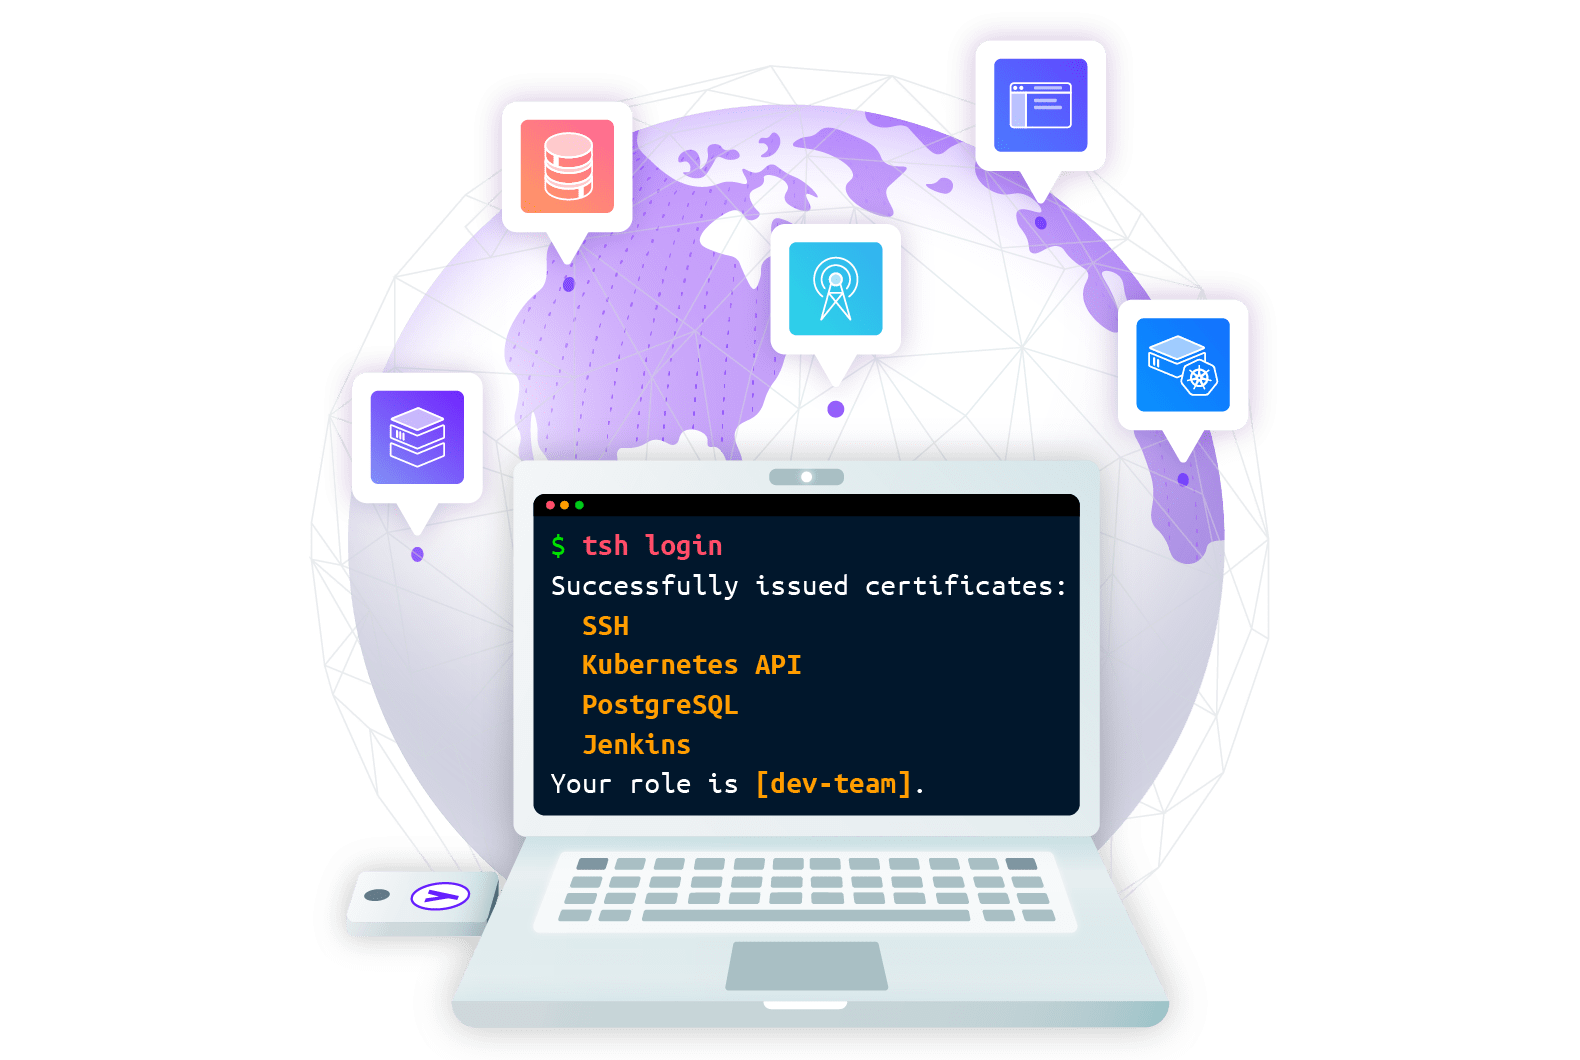 $ tsh login
Successfully issued certificates:
SSH
Kubernetes API
PostgreSQL
Jenkins
Your role is [dev-team].